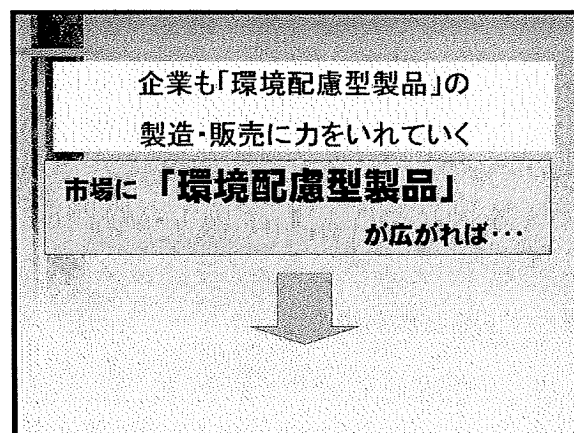 企業も「環境配慮型製品」の
製造・販売に力をいれていく
市場に「環境配慮型製品」
が広がれば・・・